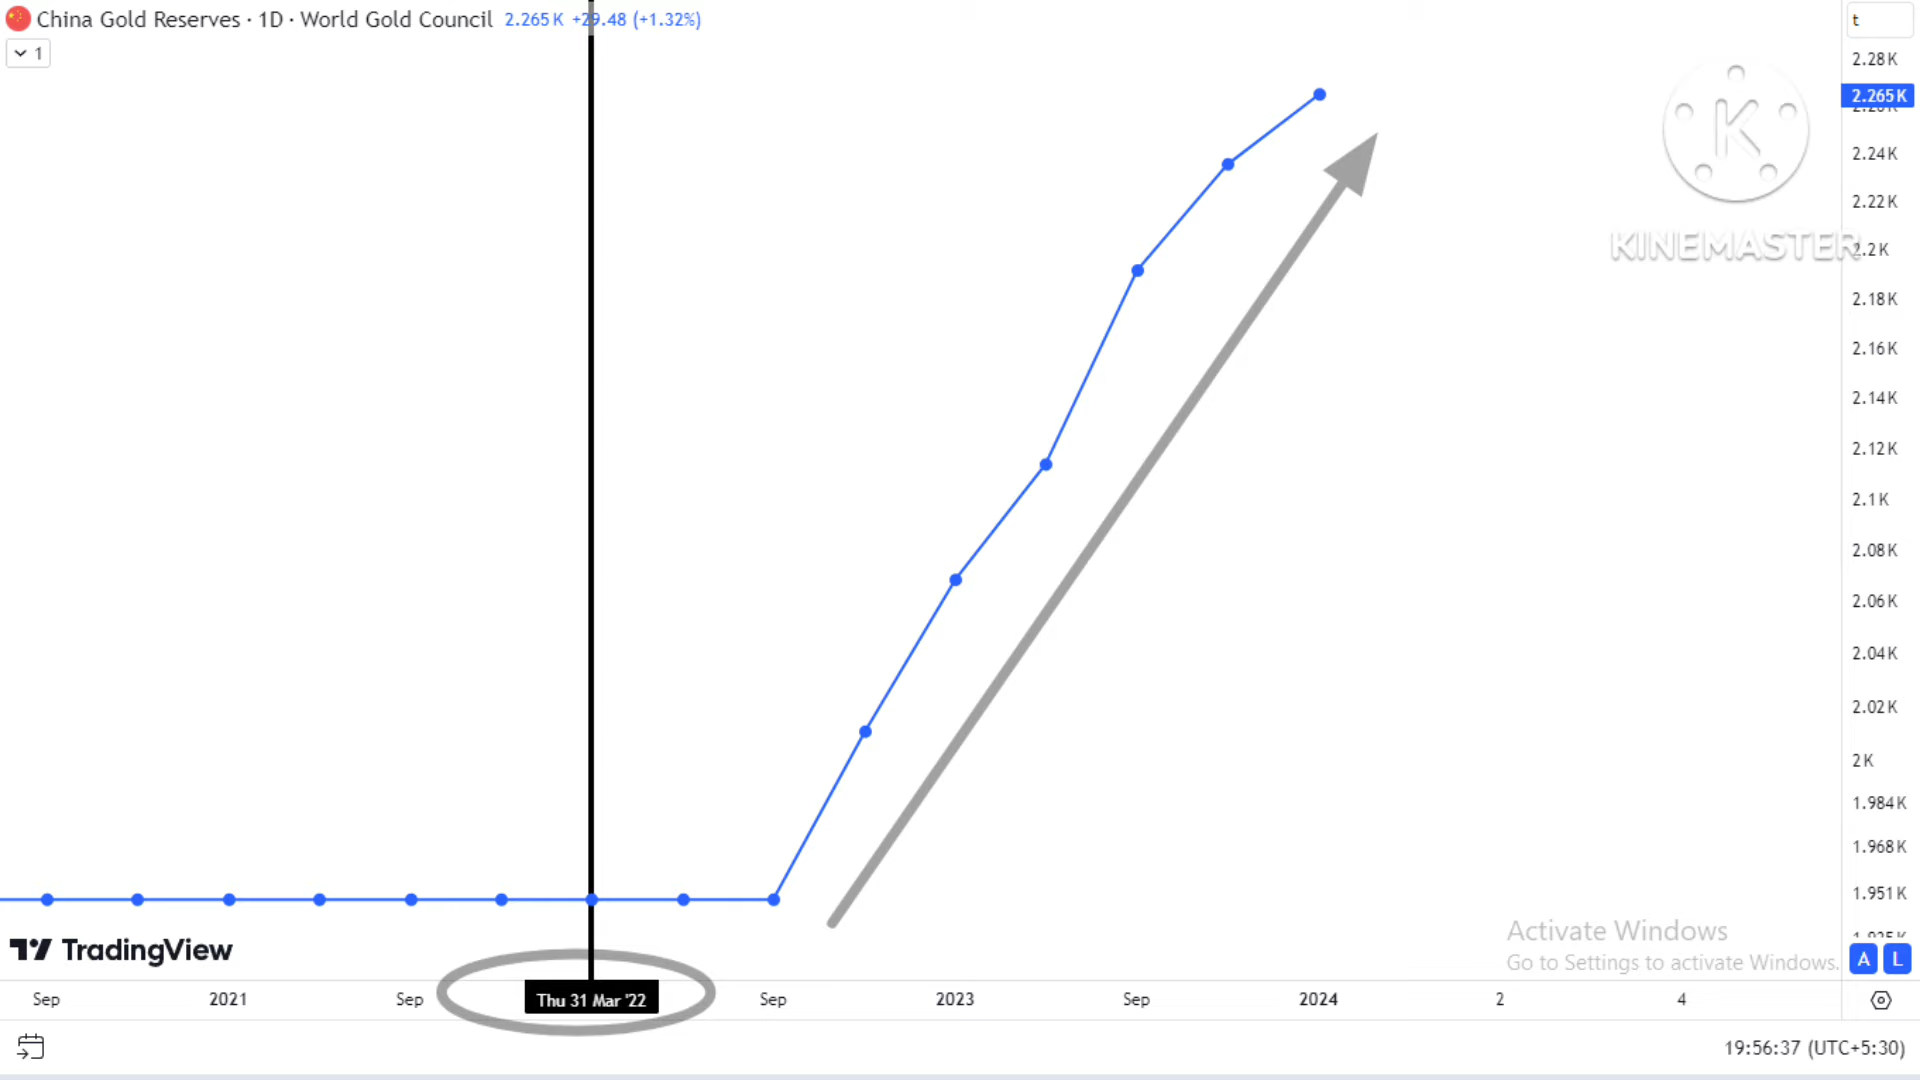 China Gold Reserves · 1D · World Gold Council 2.265 K +29.48 (+1.32%)
1
t
2.28 K
2.265 K
2.24 K
2.22 K
2.2 K
2.18 K
2.16 K
2.14 K
2.12 K
2.1 K
2.08 K
2.06 K
2.04 K
2.02 K
2 K
1.984 K
1.968 K
1.951 K
K
KINEMASTER
TradingView
Activate Windows
Go to Settings to activate Windows.
A L
Sep 2021 Sep Thu 31 Mar '22 Sep 2023 Sep 2024 2 4
19:56:37 (UTC+5:30)